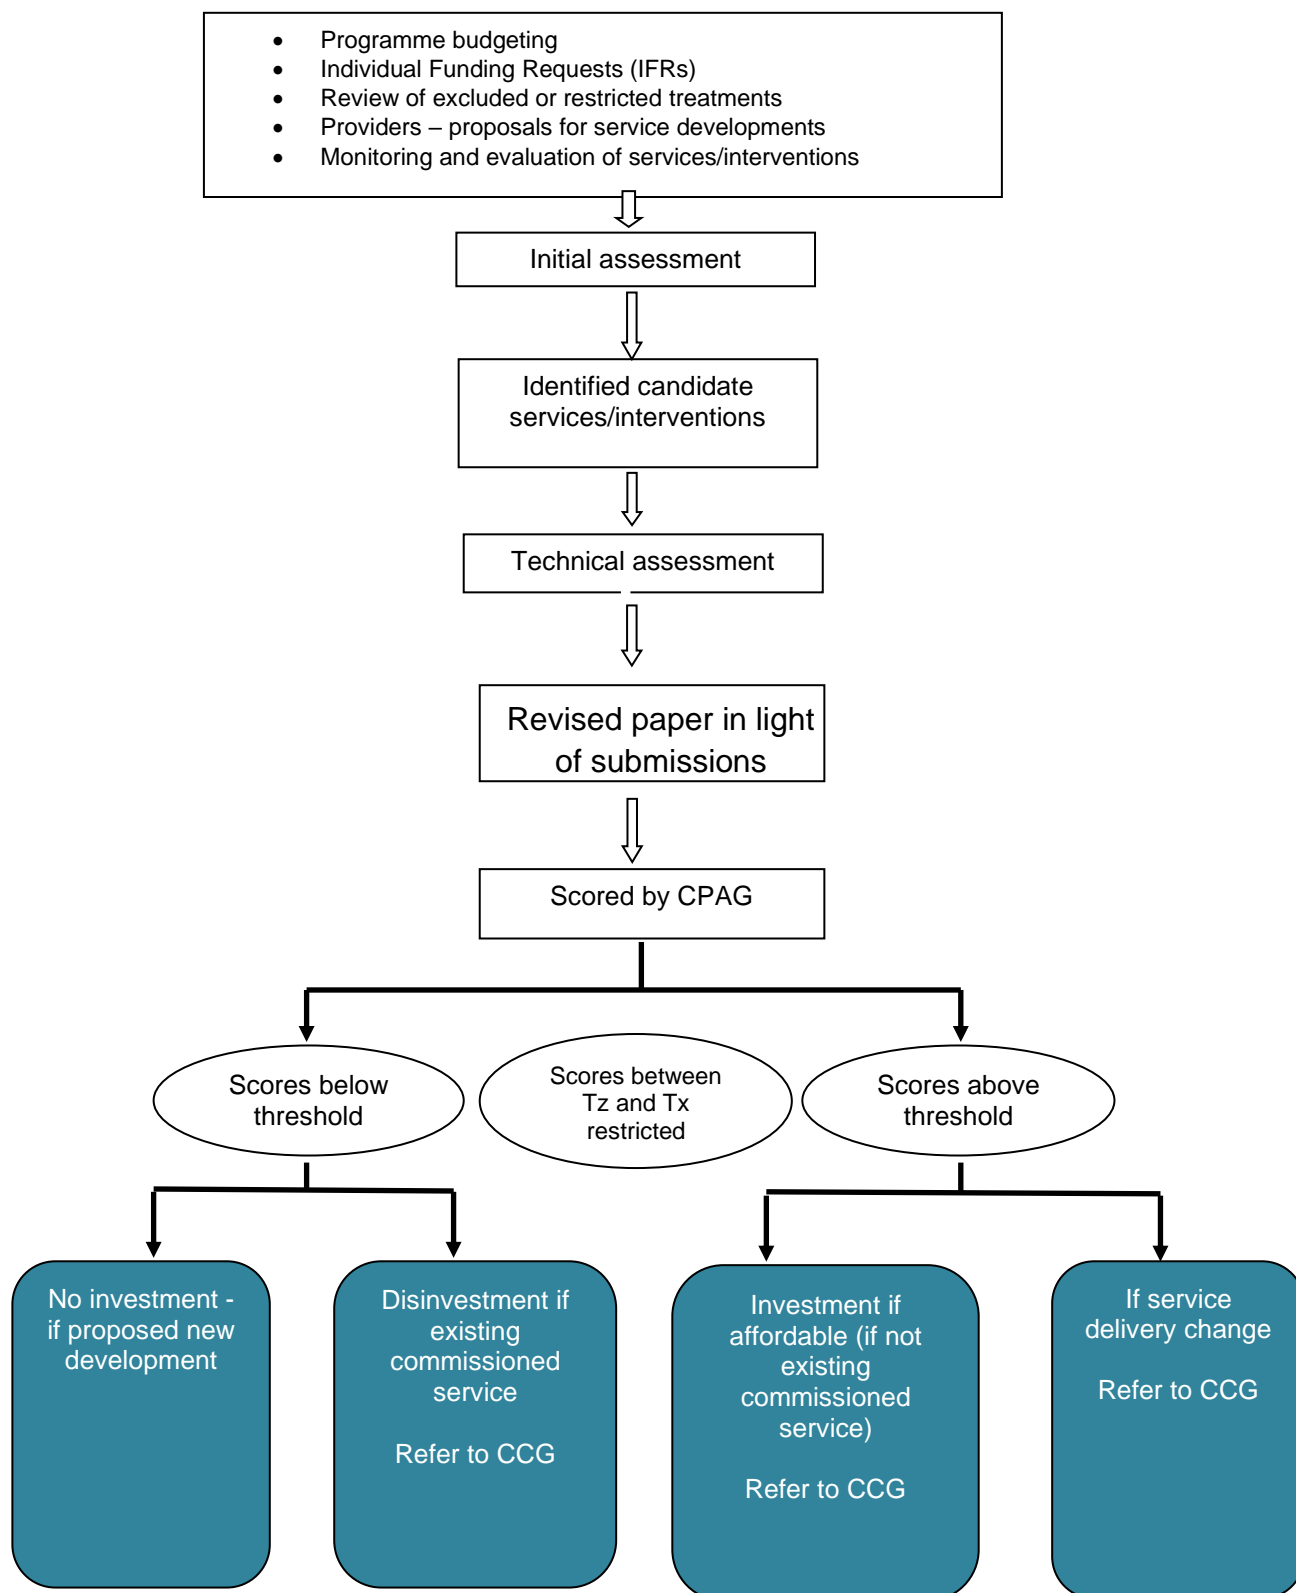 • Programme budgeting
• Individual Funding Requests (IFRs)
• Review of excluded or restricted treatments
• Providers – proposals for service developments
• Monitoring and evaluation of services/interventions
Initial assessment
Identified candidate
services/interventions
Technical assessment
Revised paper in light
of submissions
Scored by CPAG
Scores below
threshold
Scores between
Tz and Tx
restricted
Scores above
threshold
No investment -
if proposed new
development
Disinvestment if
existing
commissioned
service
Refer to CCG
Investment if
affordable (if not
existing
commissioned
service)
Refer to CCG
If service
delivery change
Refer to CCG